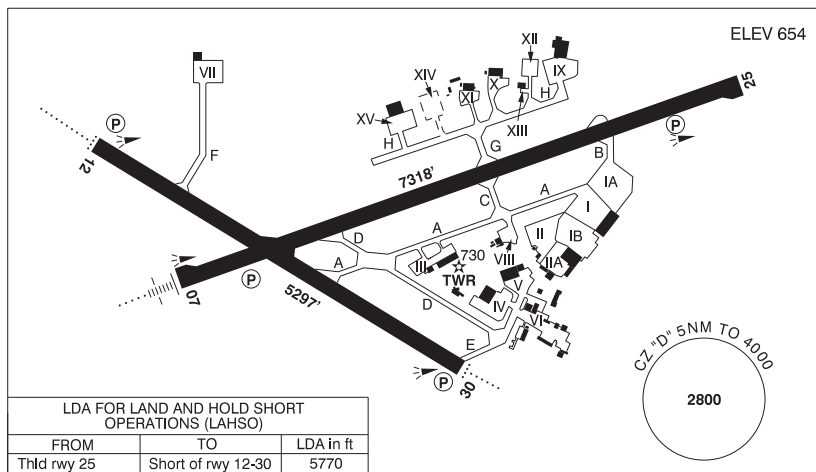 ELEV 654
XII
VII
XIV
IX
X
XI
H
25
XV
XIII
P
P
H
12
F
G
B
7318'
IA
C
A
I
A
II
IB
D
730
VIII
IIA
A
III
TWR
V
07
P
D
IV
5297'
VI
E
P
30
CZ "D" 5NM TO 4000
2800
LDA FOR LAND AND HOLD SHORT
OPERATIONS (LAHSO)
FROM TO LDA in ft
Thld rwy 25 Short of rwy 12-30 5770